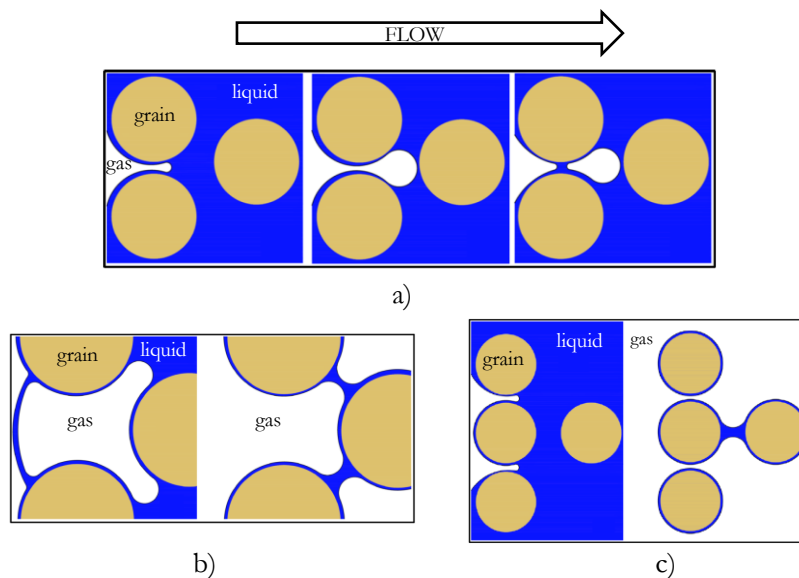 FLOW
liquid
grain
gas
a)
grain
liquid
gas
gas
b)
gas
liquid
grain
c)